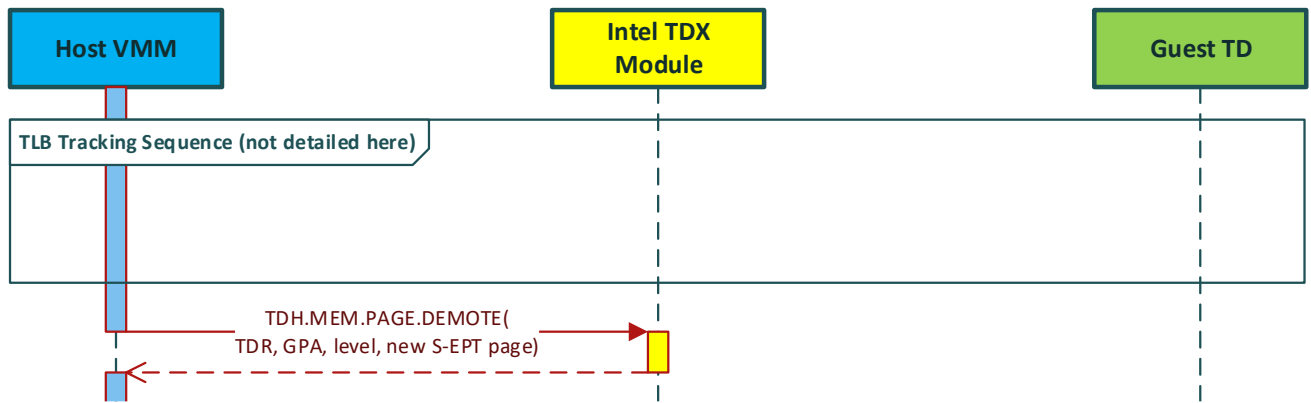 Host VMM
Intel TDX
Module
Guest TD
TLB Tracking Sequence (not detailed here)
TDH.MEM.PAGE.DEMOTE(
TDR, GPA, level, new S-EPT page)